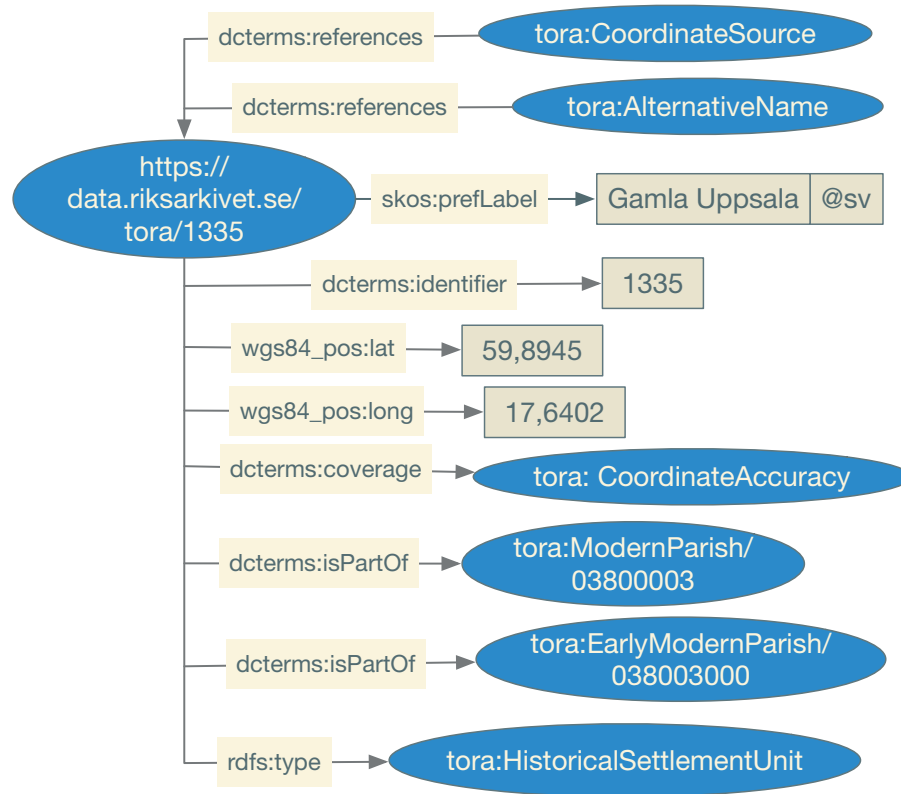 dcterms:references
tora:CoordinateSource
dcterms:references
tora:AlternativeName
https://
data.riksarkivet.se/
tora/1335
skos:prefLabel
Gamla Uppsala
@sv
dcterms:identifier
1335
wgs84_pos:lat
59,8945
wgs84_pos:long
17,6402
dcterms:coverage
tora: CoordinateAccuracy
dcterms:isPartOf
tora:ModernParish/
03800003
dcterms:isPartOf
tora:EarlyModernParish/
038003000
rdfs:type
tora:HistoricalSettlementUnit